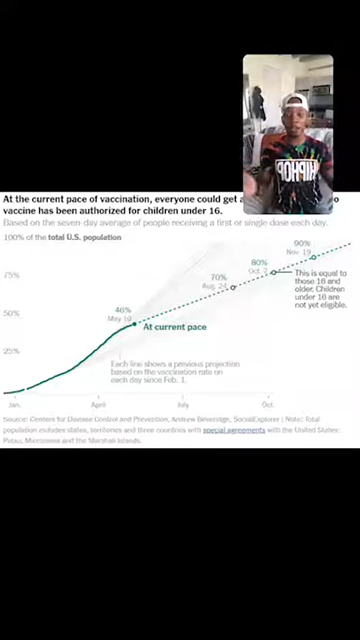 At the current pace of vaccination, everyone could get a
vaccine has been authorized for children under 16.
Based on the seven-day average of people receiving a first or single dose each day.
100% of the total U.S. population
90%
Nov. 19
80%
Oct. 2
75%
70%
Aug. 24
This is equal to
those 16 and
older. Children
under 16 are
not yet eligible.
50%
46%
May 10
At current pace
25%
Each line shows a previous projection
based on the vaccination rate on
each day since Feb. 1.
Jan.
April
July
Oct.
Source: Centers for Disease Control and Prevention, Andrew Beveridge, SocialExplorer | Note: Total
population includes states, territories and three countries with special agreements with the United States:
Palau, Micronesia and the Marshall Islands.
HIPHOP